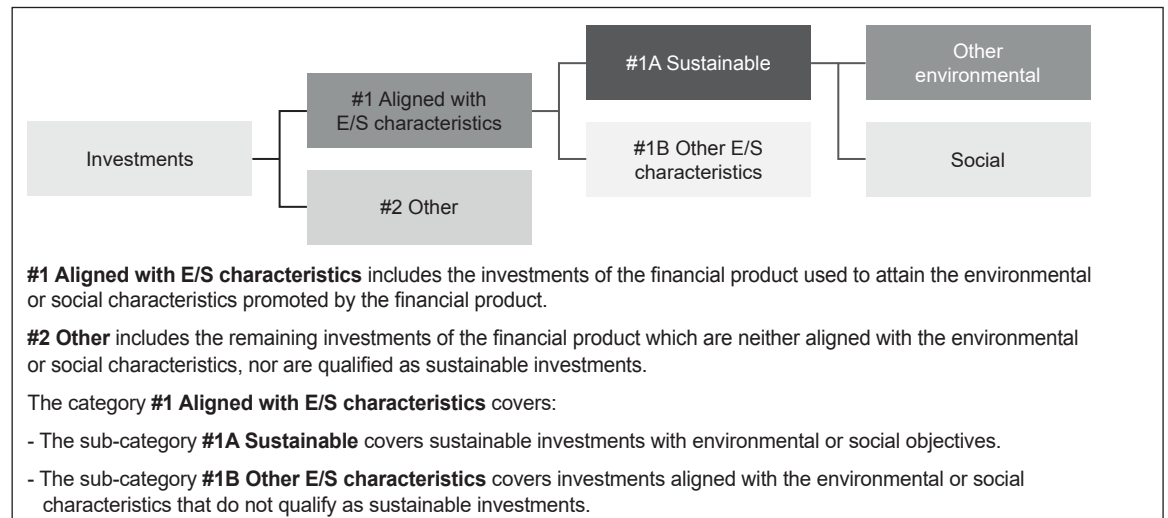 Investments
#1 Aligned with
E/S characteristics
#2 Other
#1A Sustainable
#1B Other E/S
characteristics
Other
environmental
Social
#1 Aligned with E/S characteristics includes the investments of the financial product used to attain the environmental
or social characteristics promoted by the financial product.
#2 Other includes the remaining investments of the financial product which are neither aligned with the environmental
or social characteristics, nor are qualified as sustainable investments.
The category #1 Aligned with E/S characteristics covers:
- The sub-category #1A Sustainable covers sustainable investments with environmental or social objectives.
- The sub-category #1B Other E/S characteristics covers investments aligned with the environmental or social
characteristics that do not qualify as sustainable investments.